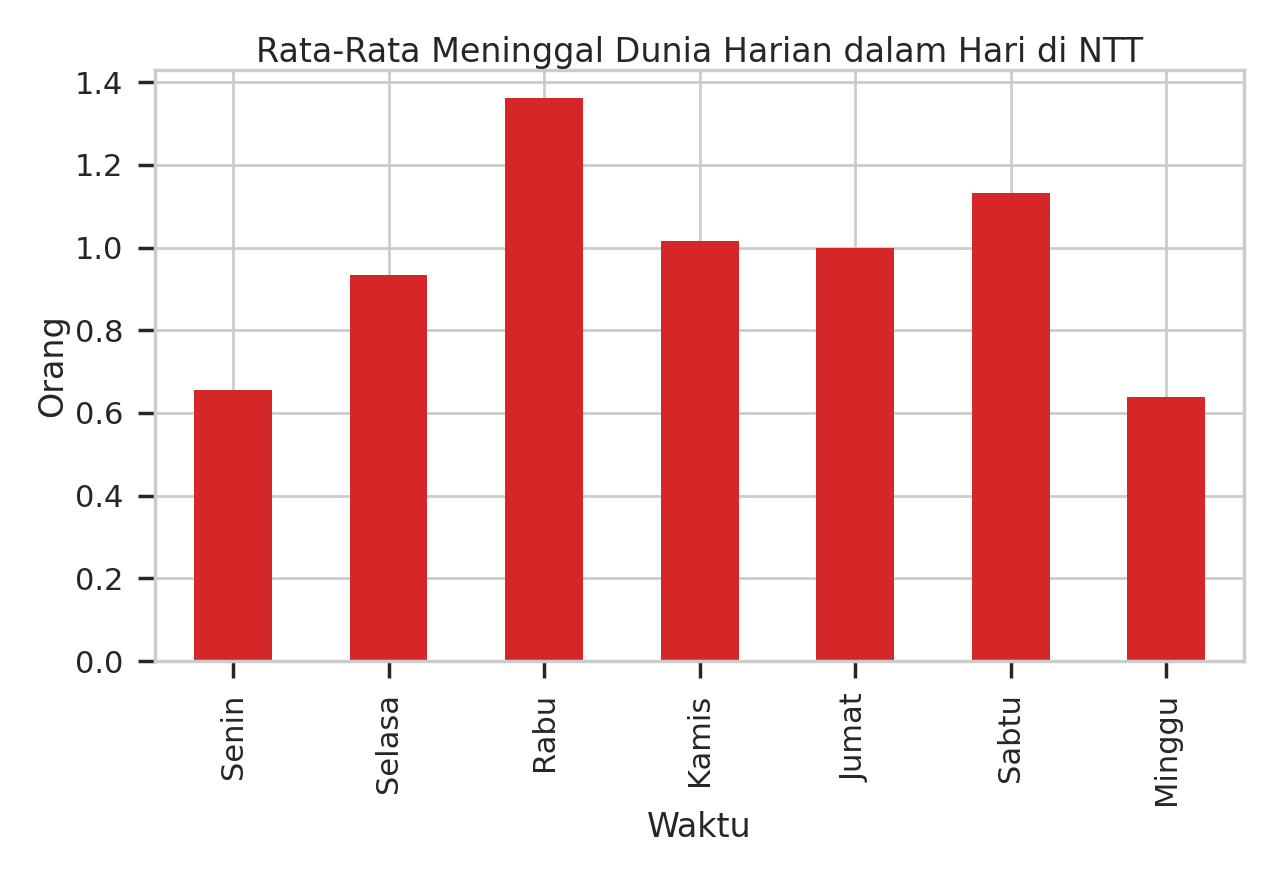 Rata-Rata Meninggal Dunia Harian dalam Hari di NTT
1.4
1.2
1.0
0.8
0.6
0.4
0.2
0.0
Orang
Senin
Selasa
Rabu
Kamis
Jumat
Sabtu
Minggu
Waktu